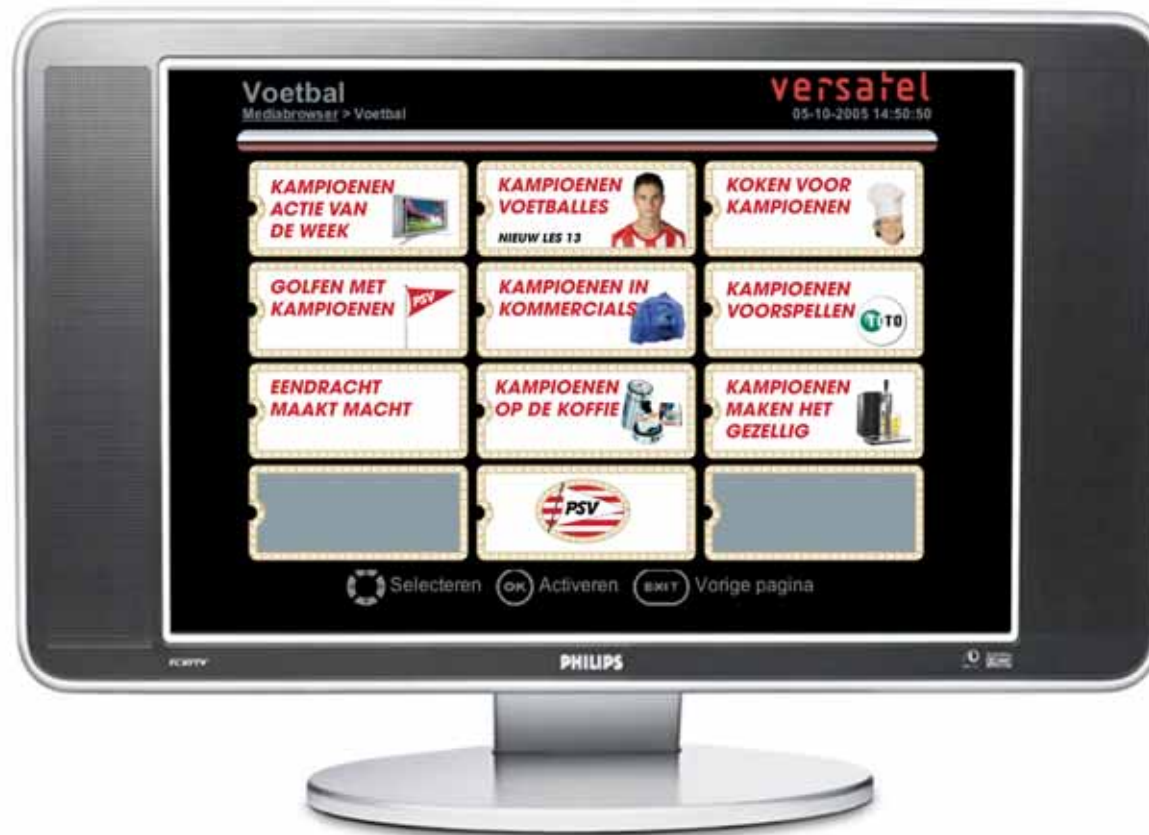 Voetbal
versatel
Mediabrowser > Voetbal
05-10-2005 14:50:50
KAMPIOENEN
ACTIE VAN
DE WEEK
KAMPIOENEN
VOETBALLES
NIEUW LES 13
KOKEN VOOR
KAMPIOENEN
GOLFEN MET
KAMPIOENEN
PSV
KAMPIOENEN IN
KOMMERCIALS
KAMPIOENEN
VOORSPELLEN
TOTO
EENDRACHT
MAAKT MACHT
KAMPIOENEN
OP DE KOFFIE
KAMPIOENEN
MAKEN HET
GEZELLIG
PSV
Selecteren
OK Activeren
EXIT Vorige pagina
PHILIPS